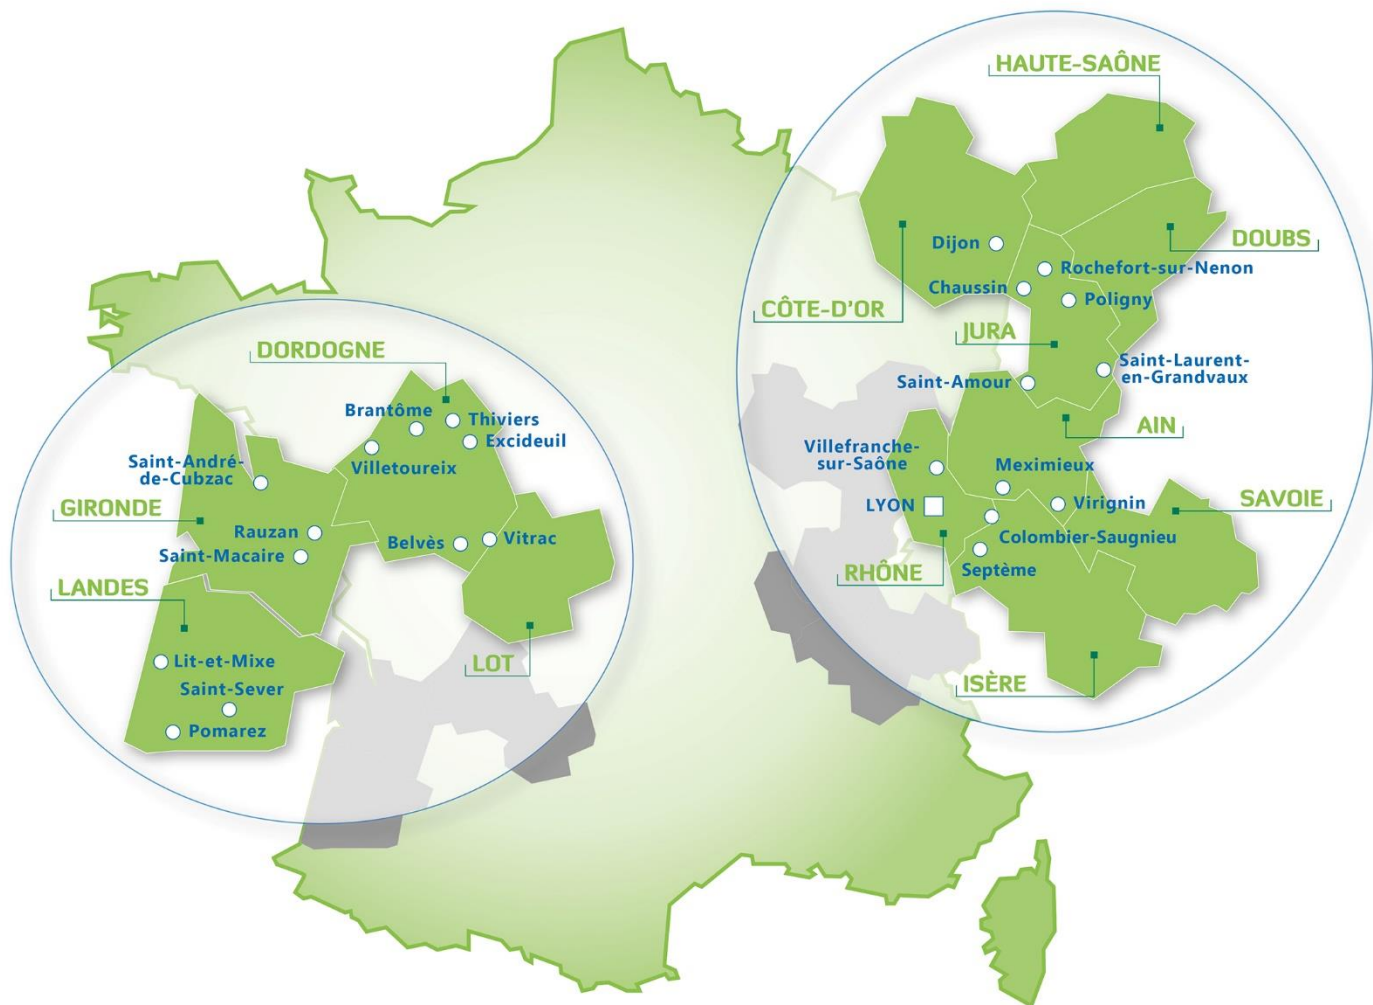 HAUTE-SAÔNE
DOUBS
Dijon
Rochefort-sur-Nenon
Chaussin
Poligny
CÔTE-D'OR
JURA
Saint-Laurent-
en-Grandvaux
Saint-Amour
AIN
Villefranche-
sur-Saône
Meximieux
LYON
Virignin
SAVOIE
Colombier-Saugnieu
Septème
RHÔNE
ISÈRE
DORDOGNE
Brantôme
Thiviers
Excideuil
Villetoureix
Saint-André-
de-Cubzac
GIRONDE
Rauzan
Saint-Macaire
Belvès
Vitrac
LANDES
Lit-et-Mixe
LOT
Saint-Sever
Pomarez